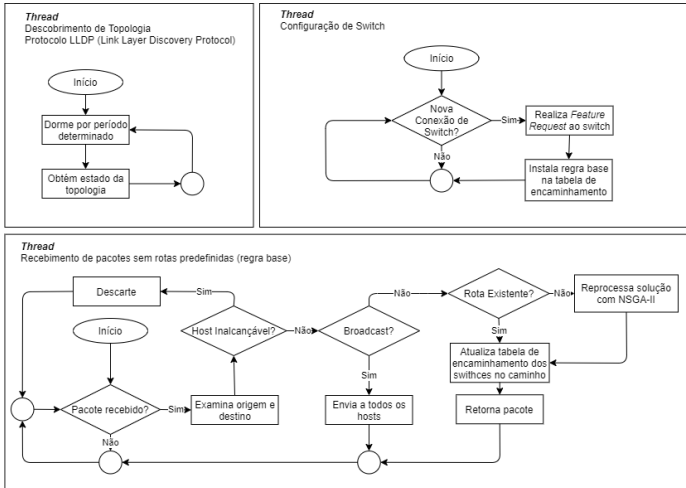 Thread
Descobrimento de Topologia
Protocolo LLDP (Link Layer Discovery Protocol)
Início
Dorme por período
determinado
Obtêm estado da
topologia
Thread
Configuração de Switch
Início
Nova
Conexão de
Switch?
Sim
Não
Realiza Feature
Request ao switch
Instala regra base
na tabela de
encaminhamento
Thread
Recebimento de pacotes sem rotas predefinidas (regra base)
Descarte
Sim
Início
Pacote recebido?
Sim
Não
Examina origem e
destino
Host Inalcançável?
Não
Broadcast?
Não
Sim
Envia a todos os
hosts
Rota Existente?
Não
Sim
Reprocessa solução
com NSGA-II
Atualiza tabela de
encaminhamento dos
swithces no caminho
Retorna pacote